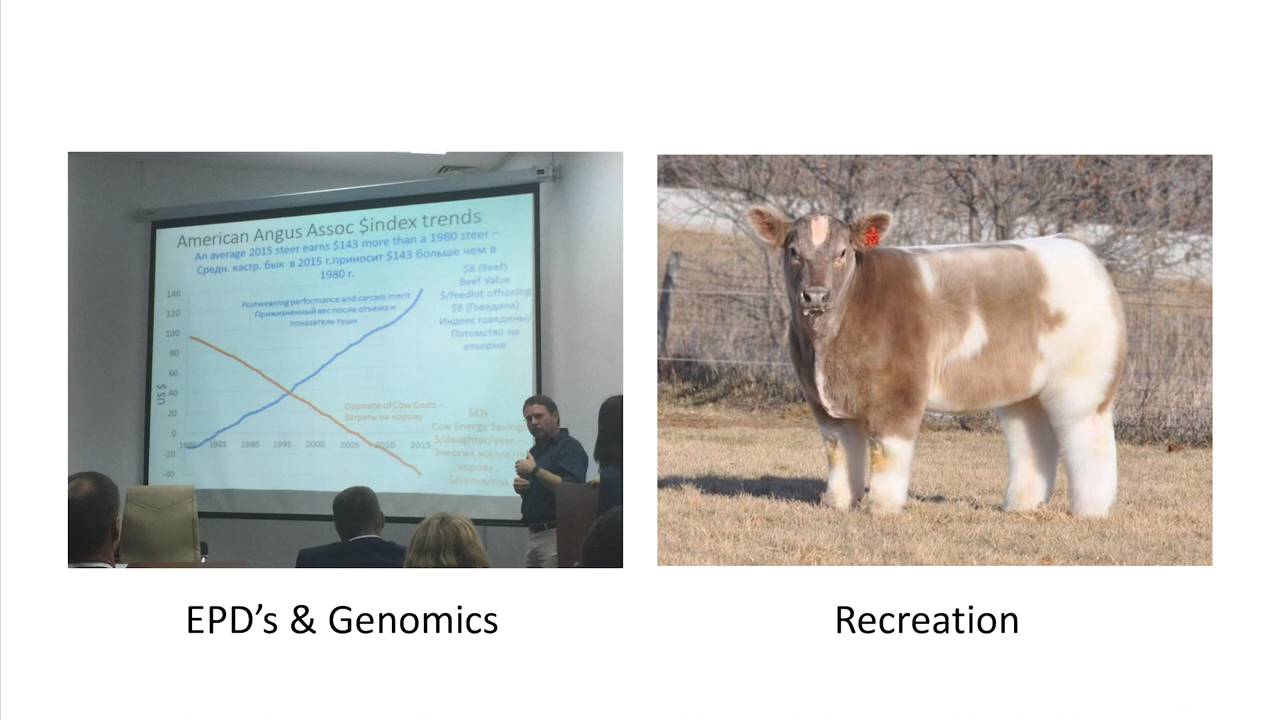 American Angus Assoc $index trends
An average 2015 steer earns $143 more than a 1980 steer –
Средн. кастр. бык в 2015 г.приносит $143 больше чем в
1980 г.
$B (Beef)
Beef Value
$/feedlot offspring
$B (Говядина)
Индекс говядины/
Потомство на
откорме
Postweaning performance and carcass merit
Прижизненный вес после отъема и
показатель туши
140
120
100
80
60
40
20
0
-20
-40
US $
1980 1985 1990 1995 2000 2005 2010 2015
Opposite of Cow Costs –
Затраты на корову
$EN
Cow Energy Savings
$/daughter/year –
Энергия корма на
корову ,
$/телка/год
EPD’s & Genomics
Recreation